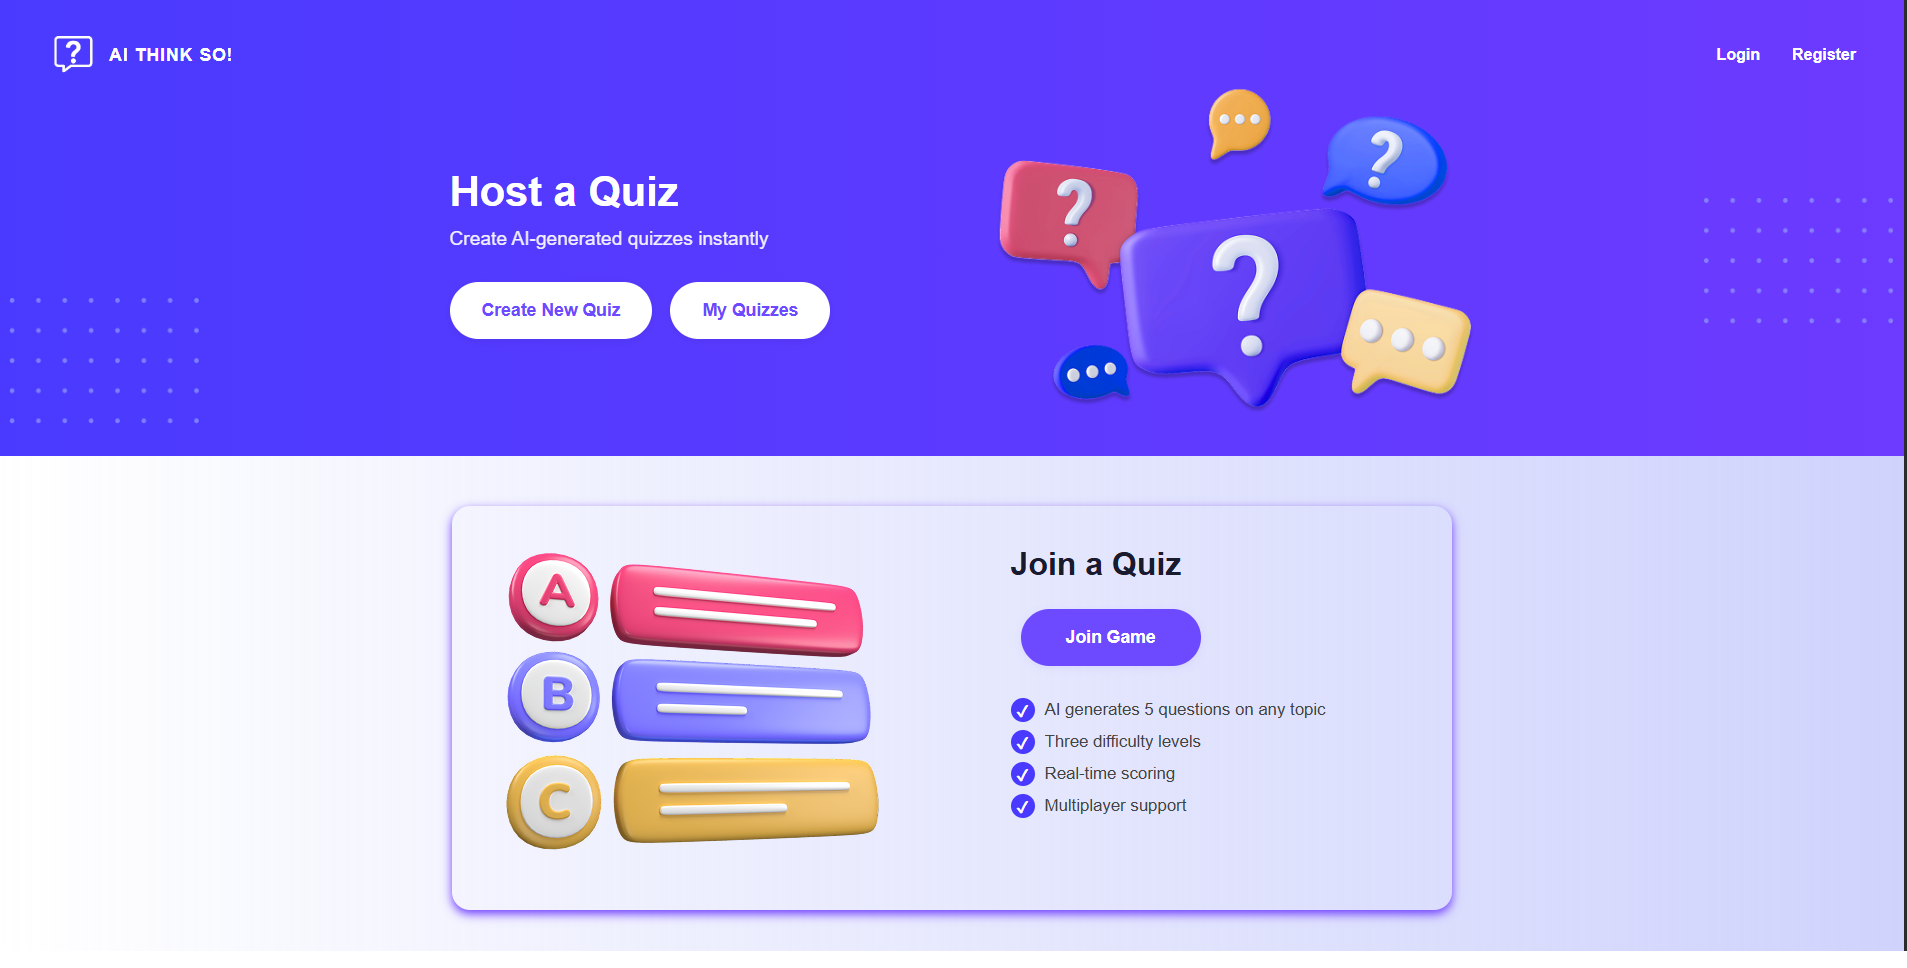 ?
AI THINK SO!
Login
Register
Host a Quiz
Create AI-generated quizzes instantly
Create New Quiz
My Quizzes
?
?
?
A
B
C
Join a Quiz
Join Game
AI generates 5 questions on any topic
Three difficulty levels
Real-time scoring
Multiplayer support